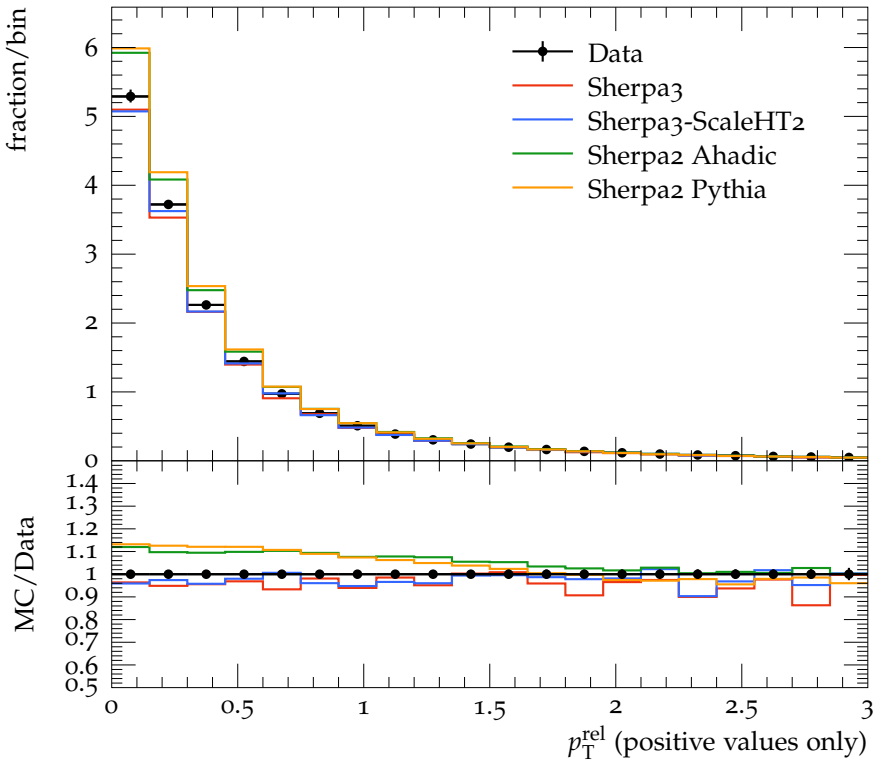 fraction/bin
6
5
4
3
2
1
0
Data
Sherpa3
Sherpa3-ScaleHT2
Sherpa2 Ahadic
Sherpa2 Pythia
MC/Data
1.4
1.3
1.2
1.1
1
0.9
0.8
0.7
0.6
0.5
0 0.5 1 1.5 2 2.5 3
p_T^rel (positive values only)